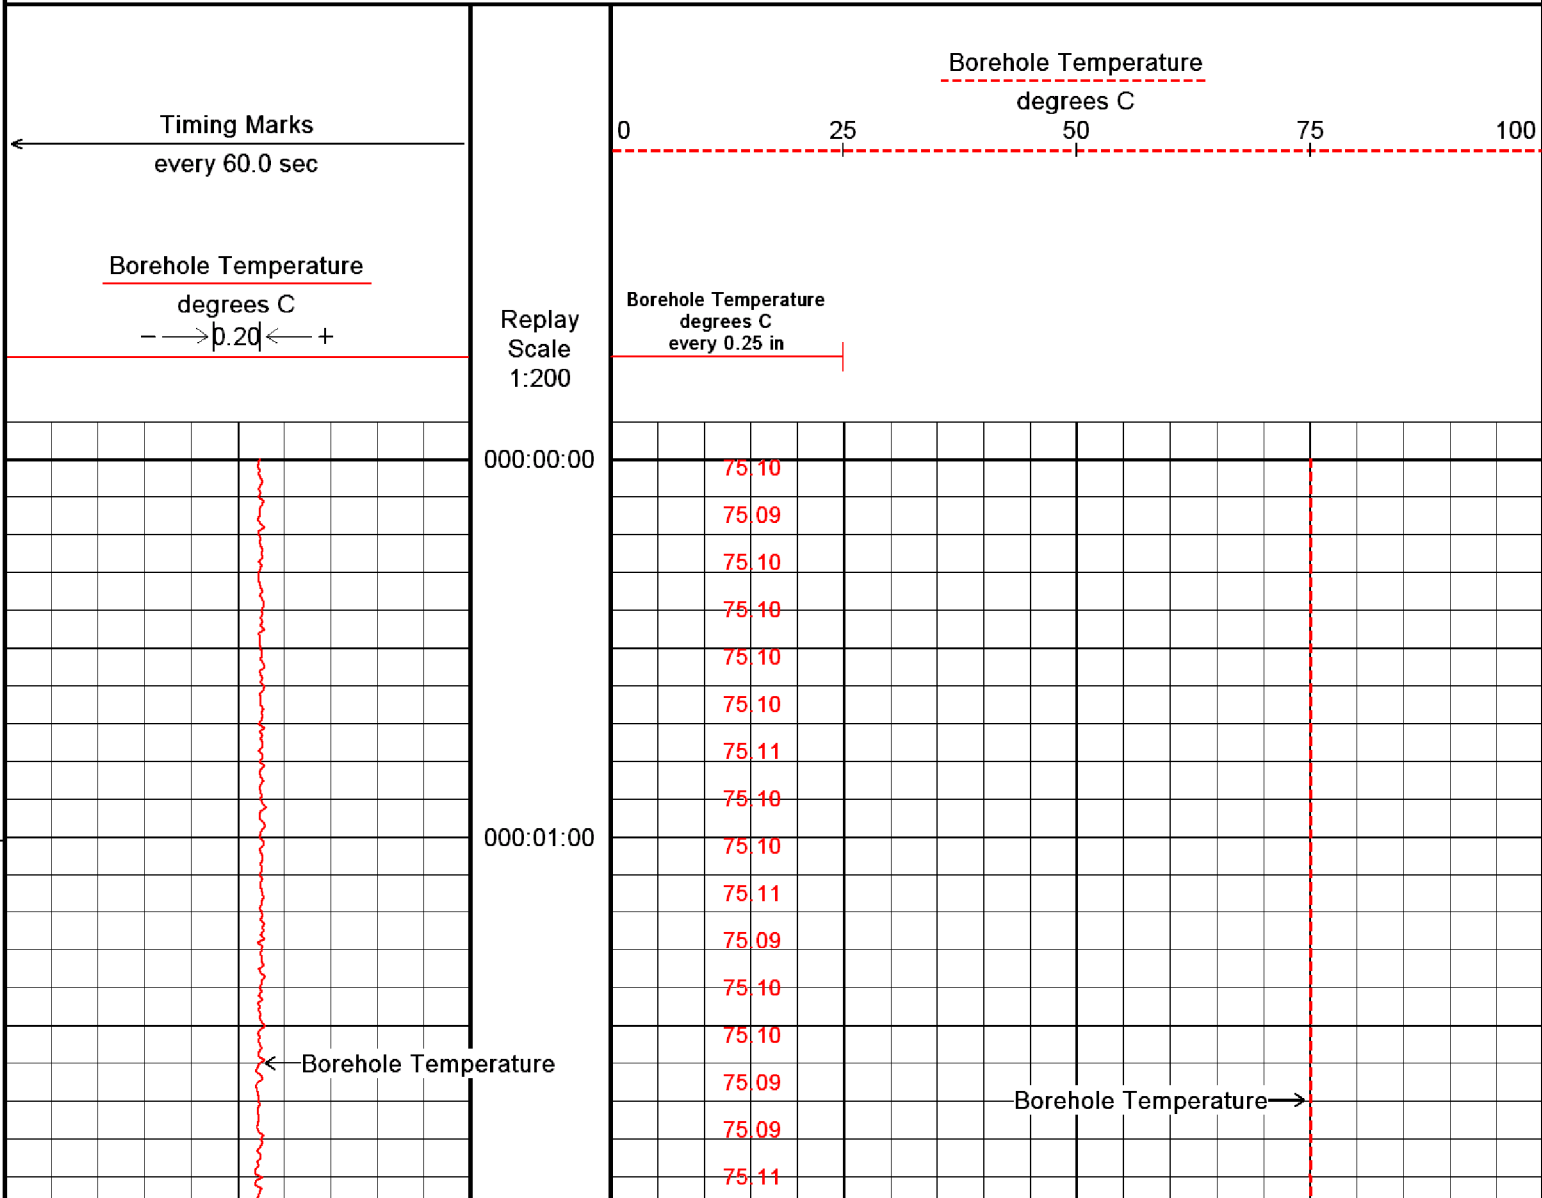 Timing Marks
every 60.0 sec
Borehole Temperature
degrees C
− 0.20 +
Replay
Scale
1:200
Borehole Temperature
degrees C
0 25 50 75 100
Borehole Temperature
degrees C
every 0.25 in
000:00:00
75.10
75.09
75.10
75.10
75.10
75.10
75.11
75.10
000:01:00
75.10
75.11
75.09
75.10
75.10
Borehole Temperature
75.09
Borehole Temperature
75.09
75.11